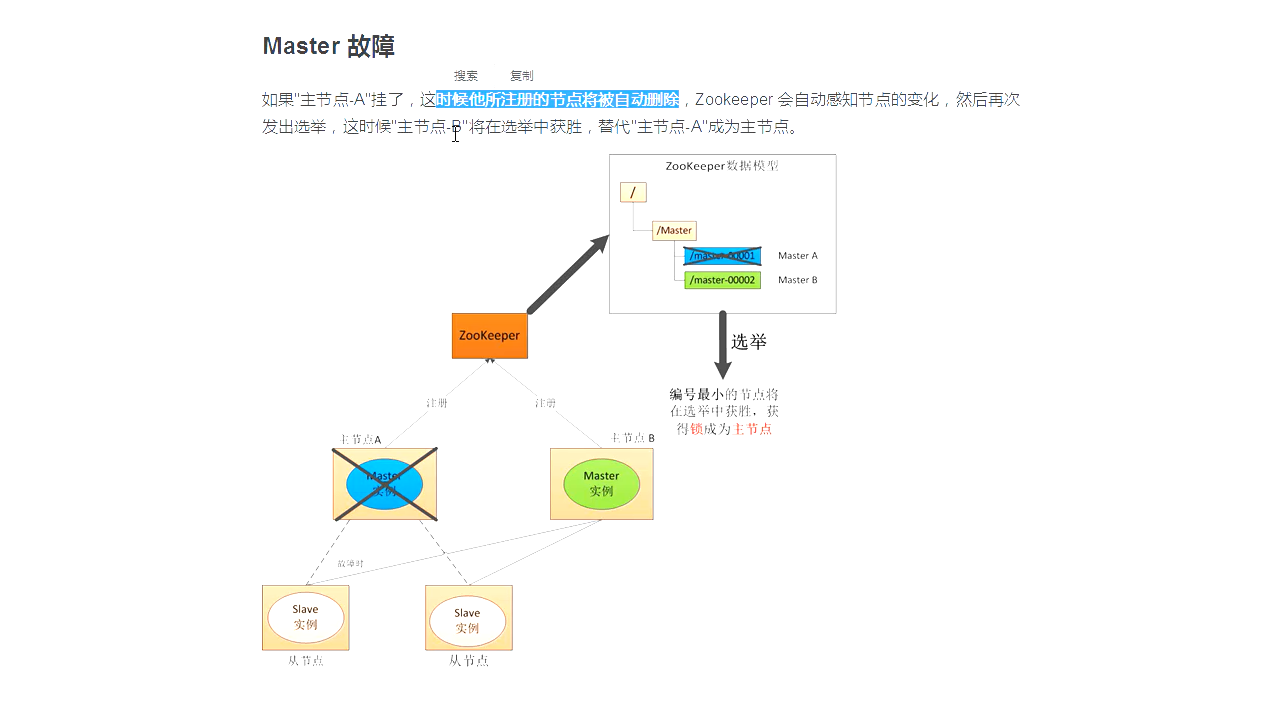 Master 故障
搜索 复制
如果"主节点-A"挂了，这时候他所注册的节点将被自动删除，Zookeeper 会自动感知节点的变化，然后再次
发出选举，这时候"主节点-B"将在选举中获胜，替代"主节点-A"成为主节点。
ZooKeeper数据模型
/
/Master
/master-00001 Master A
/master-00002 Master B
ZooKeeper
选举
编号最小的节点将
在选举中获胜，获
得锁成为主节点
注册 注册
主节点A 主节点 B
Master
实例
Master
实例
故障时
Slave
实例
Slave
实例
从节点 从节点